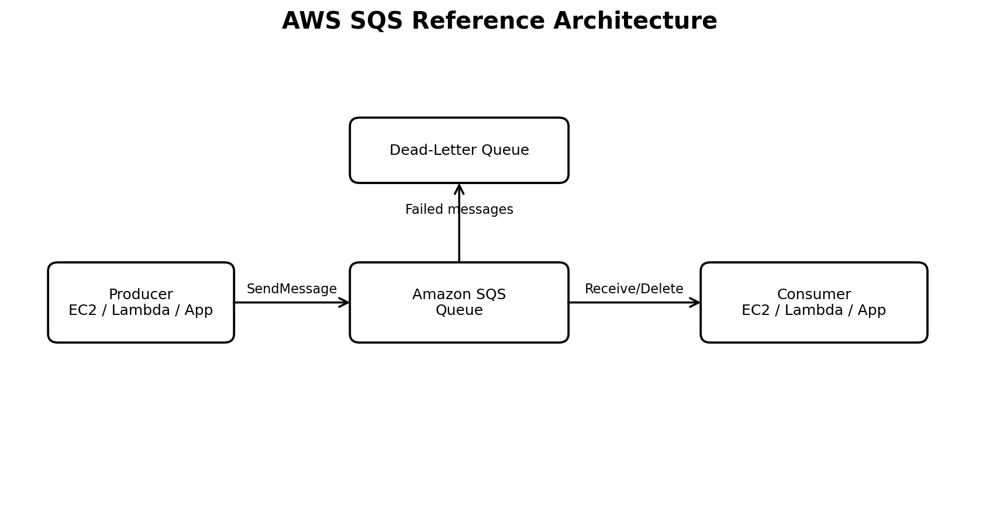 AWS SQS Reference Architecture
Dead-Letter Queue
Failed messages
Producer
EC2 / Lambda / App
SendMessage
Amazon SQS
Queue
Receive/Delete
Consumer
EC2 / Lambda / App